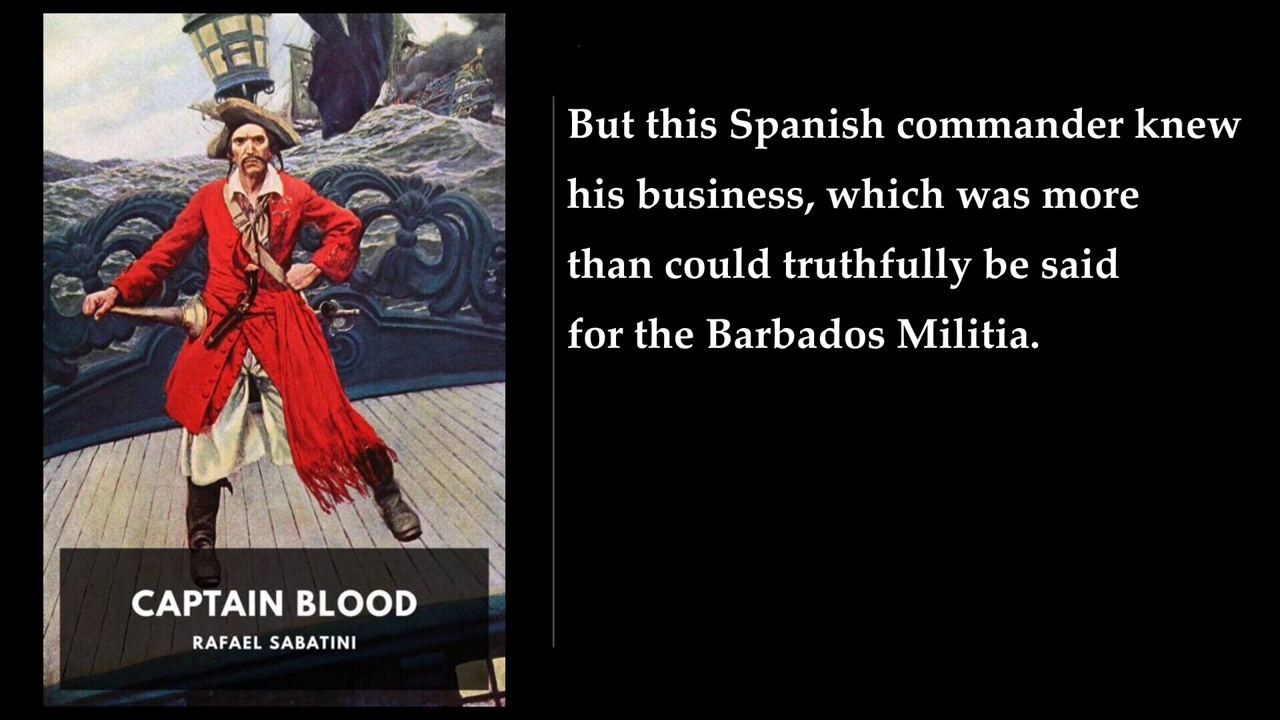 But this Spanish commander knew
his business, which was more
than could truthfully be said
for the Barbados Militia.
CAPTAIN BLOOD
RAFAEL SABATINI